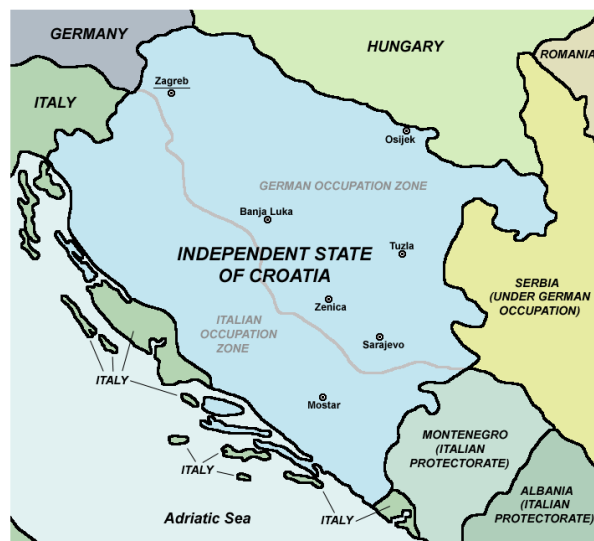 GERMANY
HUNGARY
ROMANIA
Zagreb
ITALY
Osijek
GERMAN OCCUPATION ZONE
Banja Luka
Tuzla
INDEPENDENT STATE
OF CROATIA
SERBIA
(UNDER GERMAN
OCCUPATION)
Zenica
ITALIAN
OCCUPATION
ZONE
Sarajevo
ITALY
Mostar
MONTENEGRO
(ITALIAN
PROTECTORATE)
ITALY
ALBANIA
(ITALIAN
PROTECTORATE)
Adriatic Sea
ITALY